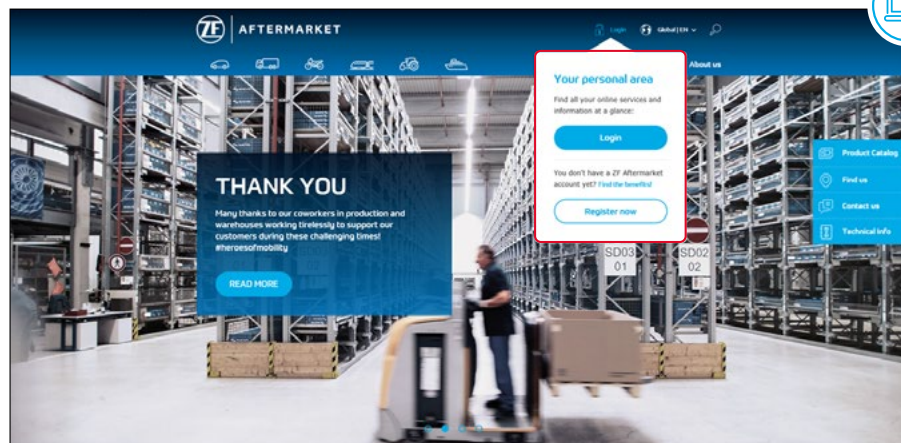 ZF AFTERMARKET
Login
Global | EN
About us
Your personal area
Find all your online services and
information at a glance:
Login
You don't have a ZF Aftermarket
account yet? Find the benefits!
Register now
THANK YOU
Many thanks to our coworkers in production and
warehouses working tirelessly to support our
customers during these challenging times!
#heroesofmobility
READ MORE
Product Catalog
Find us
Contact us
Technical info
SD03
01
SD02
02